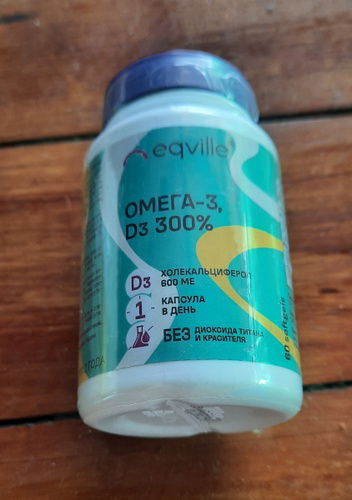 eqville
ОМЕГА-3,
D3 300%
D3
ХОЛЕКАЛЬЦИФЕРОЛ
600 МЕ
1
КАПСУЛА
В ДЕНЬ
БЕЗ
ДИОКСИДА ТИТАНА
И КРАСИТЕЛЯ
60 softgels